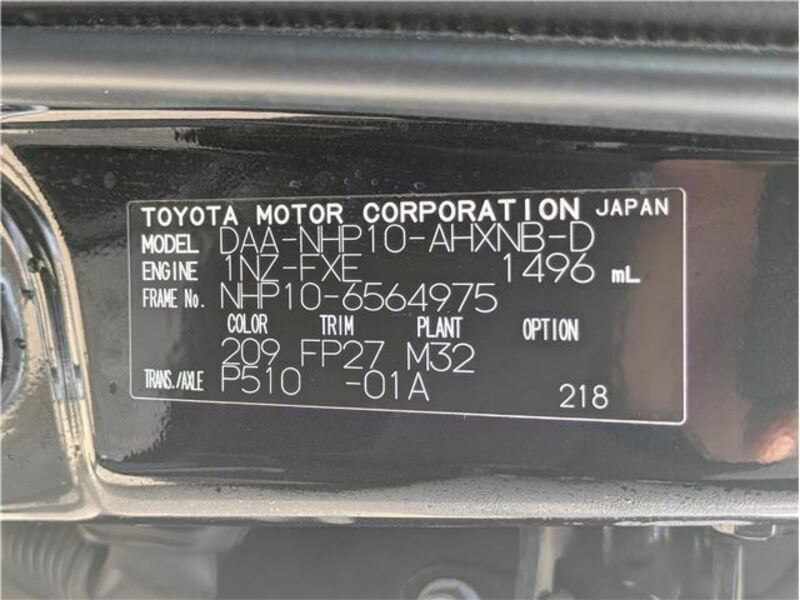 TOYOTA MOTOR CORPORATION JAPAN
MODEL DAA-NHP10-AHXNB-D
ENGINE 1NZ-FXE 1496 mL
FRAME No. NHP10-6564975
COLOR TRIM PLANT OPTION
209 FP27 M32
TRANS./AXLE P510 -01A 218